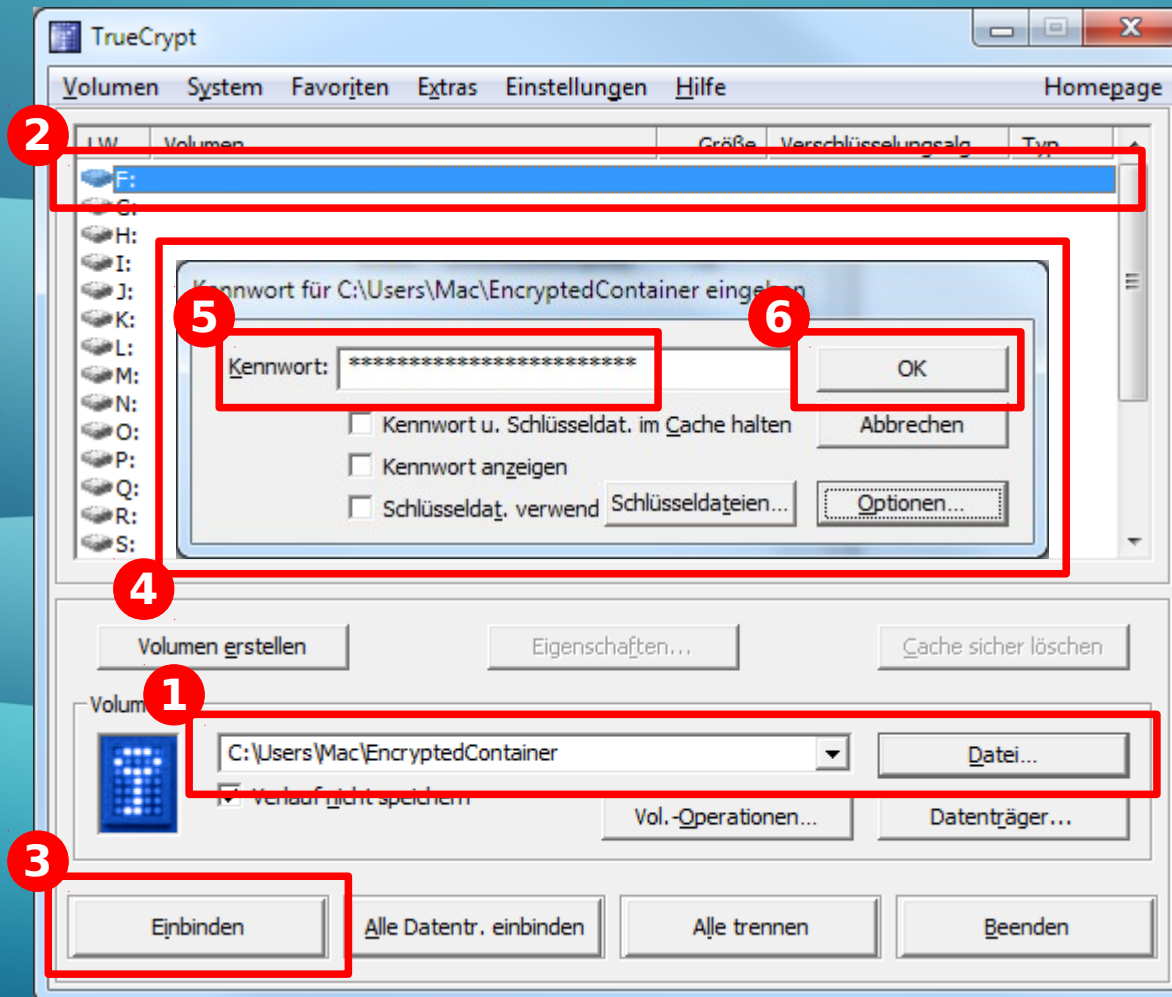 TrueCrypt
Volumen System Favoriten Extras Einstellungen Hilfe Homepage
2
LW Volumen Größe Verschlüsselungsalg Typ
F:
G:
H:
I:
J:
K:
L:
M:
N:
O:
P:
Q:
R:
S:
Kennwort für C:\Users\Mac\EncryptedContainer eingeben
5 6
Kennwort: ************************ OK
Kennwort u. Schlüsseldat. im Cache halten Abbrechen
Kennwort anzeigen
Schlüsseldat. verwend Schlüsseldateien... Optionen...
4
Volumen erstellen Eigenschaften... Cache sicher löschen
1
Volum
C:\Users\Mac\EncryptedContainer Datei...
Verlauf nicht speichern
Vol.-Operationen... Datenträger...
3
Einbinden Alle Datentr. einbinden Alle trennen Beenden